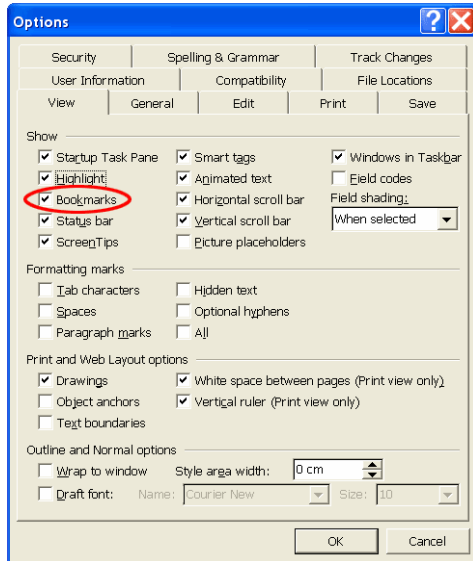 Options
Security Spelling & Grammar Track Changes
User Information Compatibility File Locations
View General Edit Print Save
Show
Startup Task Pane Smart tags Windows in Taskbar
Highlight Animated text Field codes
Bookmarks Horizontal scroll bar Field shading:
Status bar Vertical scroll bar When selected
ScreenTips Picture placeholders
Formatting marks
Tab characters Hidden text
Spaces Optional hyphens
Paragraph marks All
Print and Web Layout options
Drawings White space between pages (Print view only)
Object anchors Vertical ruler (Print view only)
Text boundaries
Outline and Normal options
Wrap to window Style area width: 0 cm
Draft font: Name: Courier New Size: 10
OK Cancel